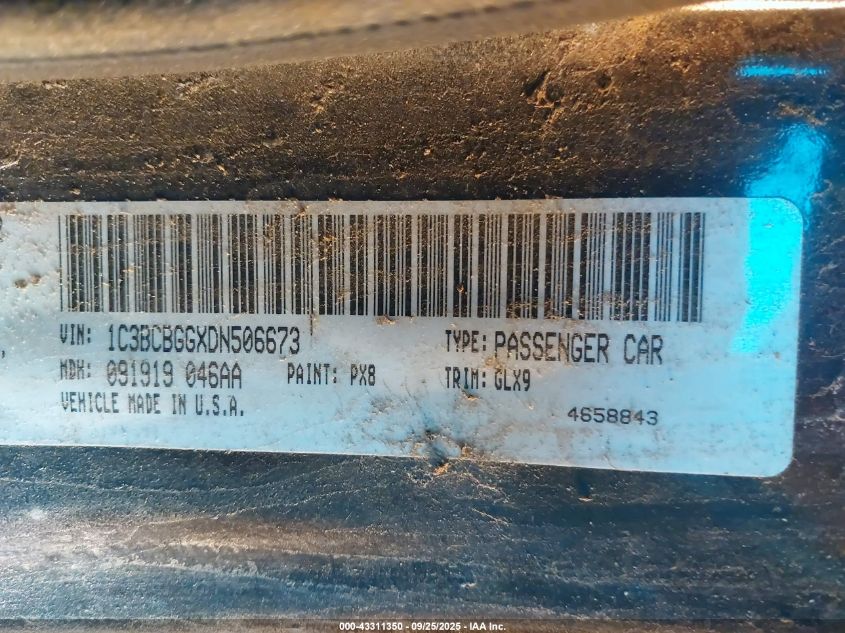 VIN: 1C3BCBGGXDN506673 TYPE: PASSENGER CAR
MDH: 091919 046AA PAINT: PX8 TRIM: GLX9
VEHICLE MADE IN U.S.A. 4658843
000-43311350 - 09/25/2025 - IAA Inc.